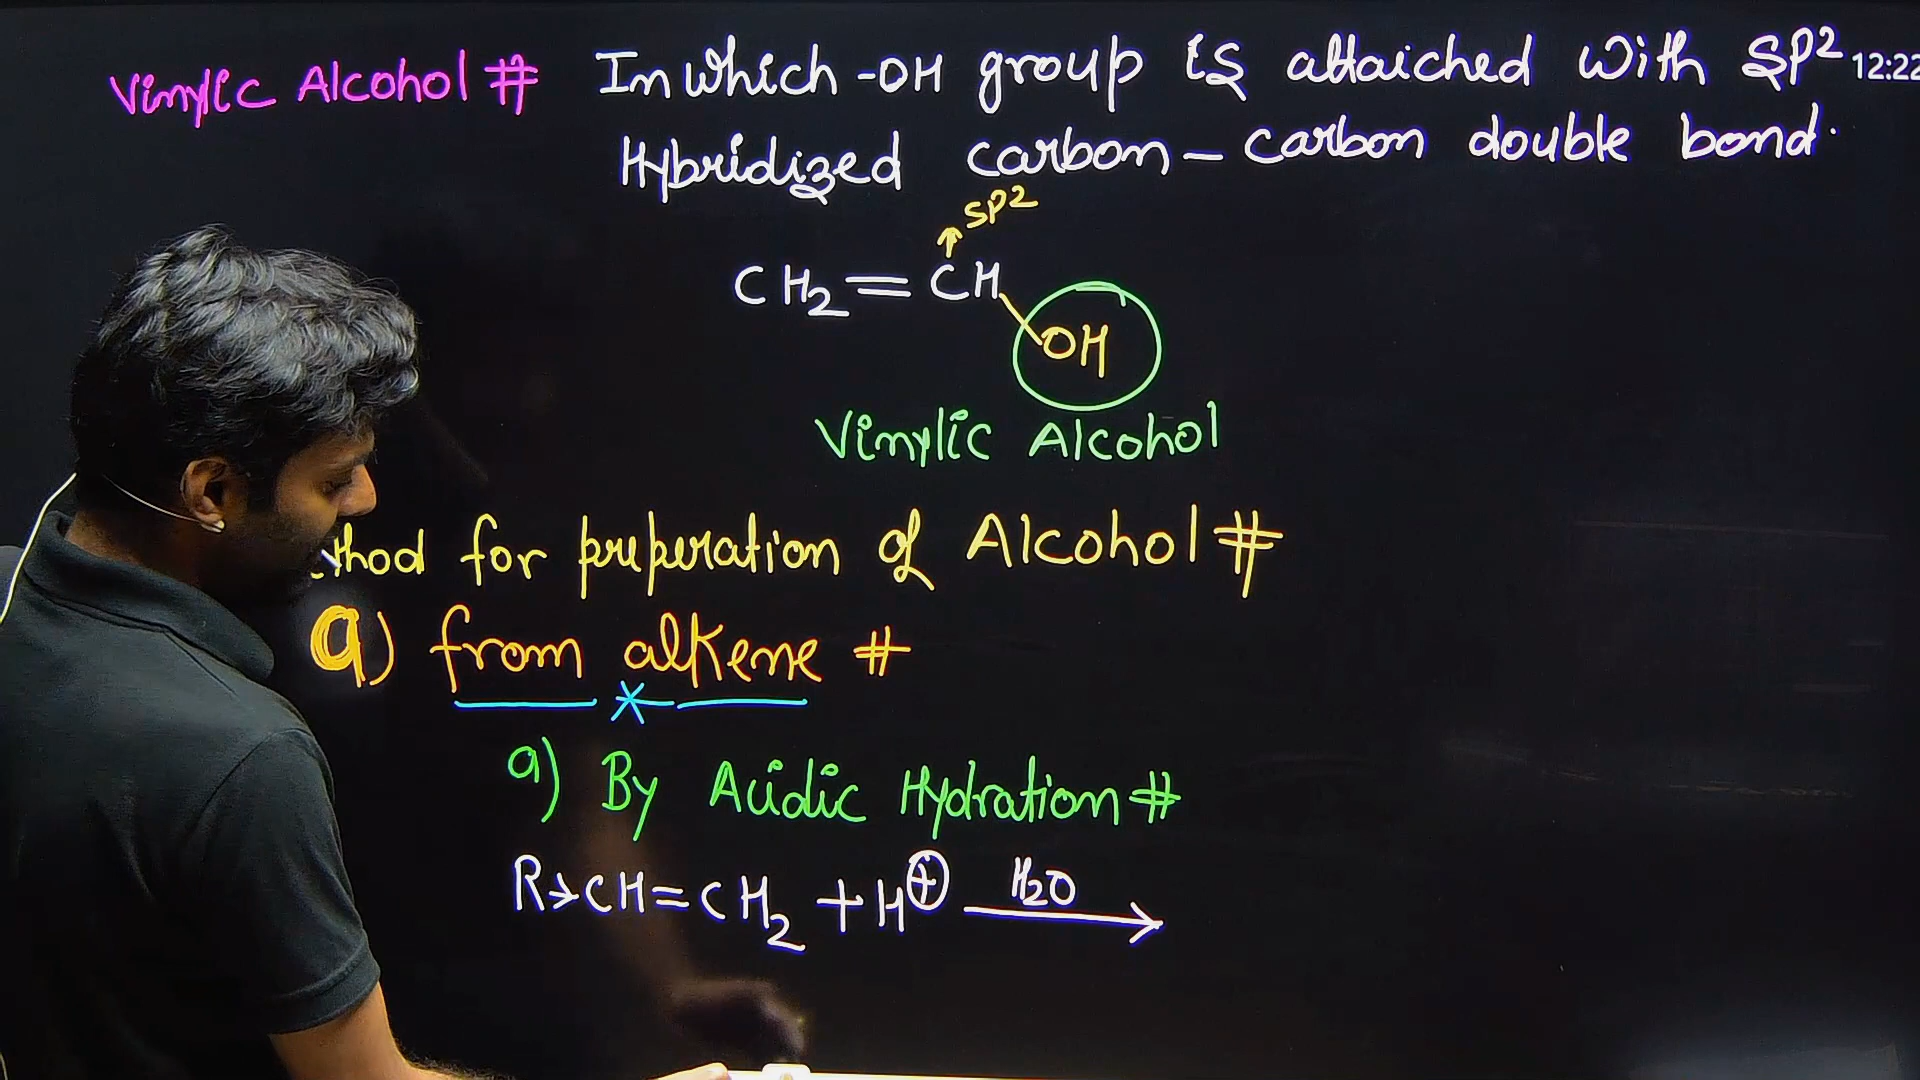 Vinylic Alcohol # In which -OH group is attaiched with SP2 12:22
Hybridized carbon - carbon double bond.
SP2
CH2 = CH
OH
Vinylic Alcohol
thod for preperation of Alcohol #
a) from alkene #
a) By Acidic Hydration #
R>CH=CH2 + H⊕ H2O →